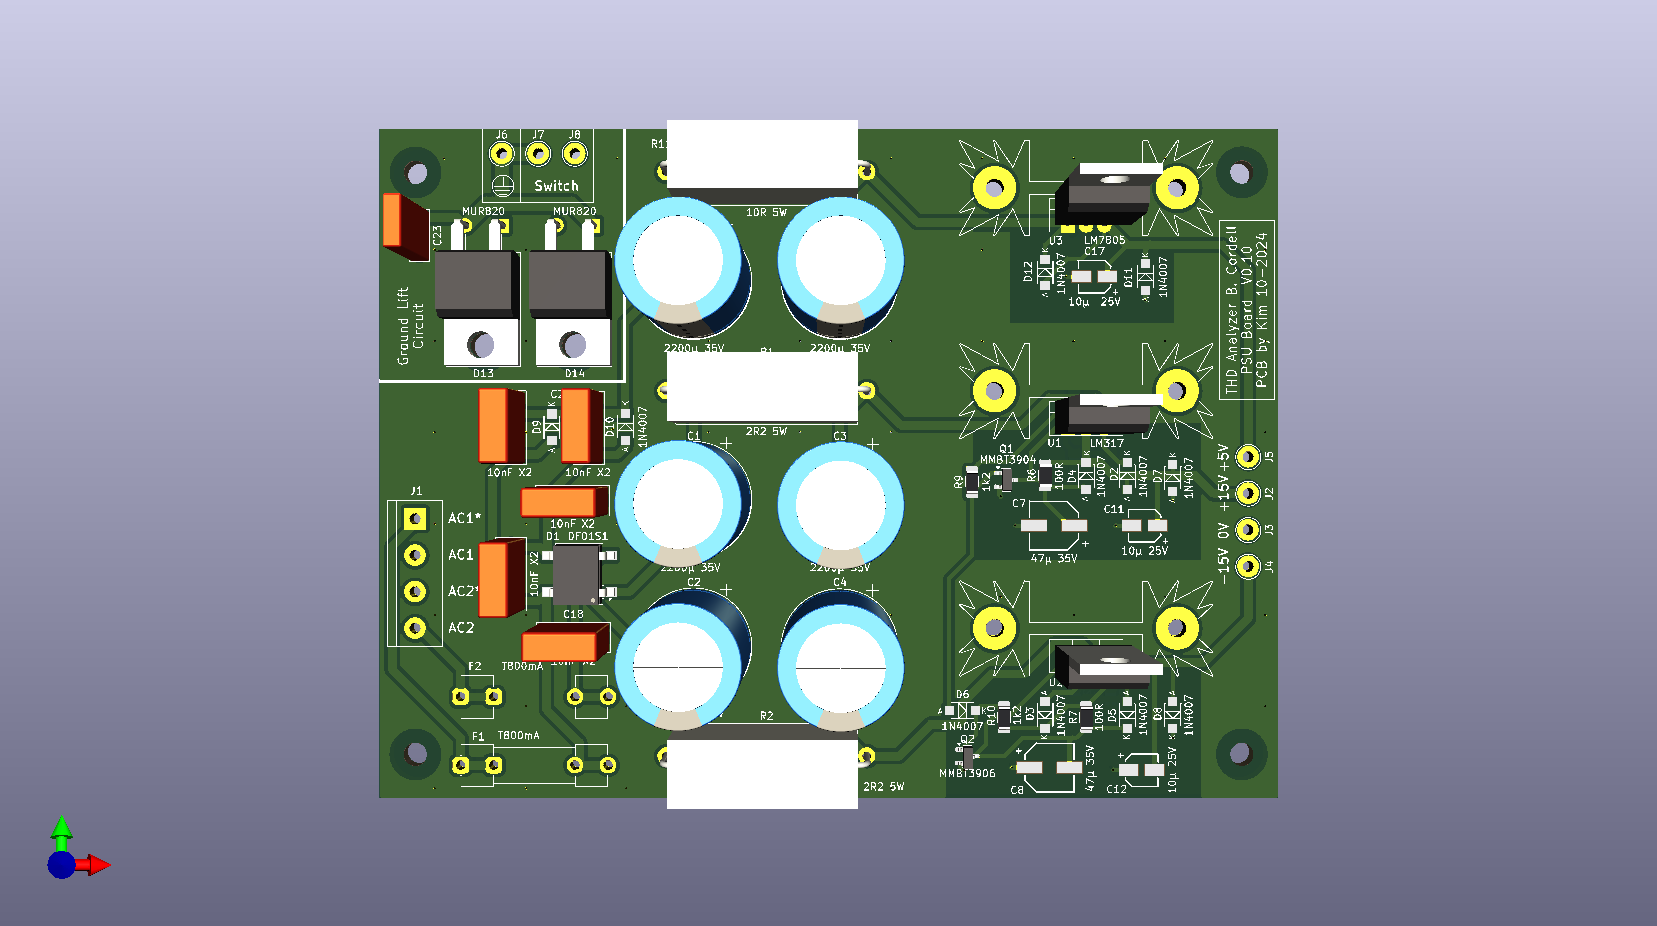 J6 J7 J8
Switch
MUR820 MUR820
C23
Ground Lift
Circuit
D13 D14
R1
10R 5W
2200µ 35V 2200µ 35V
2R2 5W
C1 C3
C2 C4
R2
2R2 5W
D9
D10
1N4007
K K
A A
10nF X2 10nF X2
10nF X2
D1 DF01S1
10nF X2
C18
J1
AC1*
AC1
AC2*
AC2
F2 T800mA
F1 T800mA
U3 LM7805
C17
D12
1N4007
K
A
10µ 25V
D11
1N4007
K
A
THD Analyzer B. Cordell
PSU Board V0.10
PCB by Kim 10-2024
U1 LM317
Q1
MMBT3904
R9
1k2
R6
100R
D4
1N4007
D2
1N4007
D7
1N4007
C7
47µ 35V
C11
10µ 25V
+5V J5
+15V J2
0V J3
-15V J4
D6
1N4007
R10
1k2
D3
1N4007
R7
100R
D5
1N4007
D8
1N4007
Q2
MMBT3906
C8
47µ 35V
C12
10µ 25V